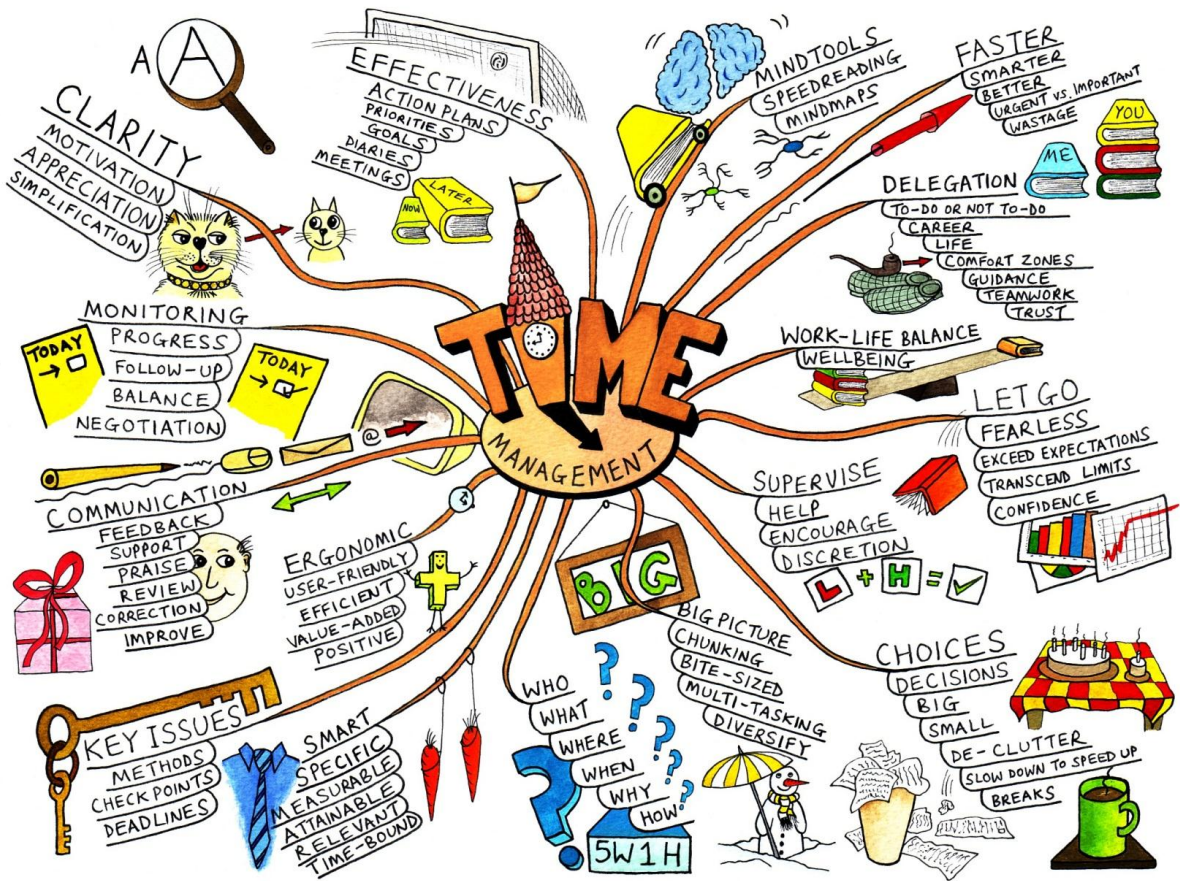 TIME
MANAGEMENT
A
A
CLARITY
MOTIVATION
APPRECIATION
SIMPLIFICATION
EFFECTIVENESS
ACTION PLANS
PRIORITIES
GOALS
DIARIES
MEETINGS
NOW
LATER
MINDTOOLS
SPEEDREADING
MINDMAPS
FASTER
SMARTER
BETTER
URGENT VS. IMPORTANT
WASTAGE
YOU
ME
DELEGATION
TO-DO OR NOT TO-DO
CAREER
LIFE
COMFORT ZONES
GUIDANCE
TEAMWORK
TRUST
WORK-LIFE BALANCE
WELLBEING
LET GO
FEARLESS
EXCEED EXPECTATIONS
TRANSCEND LIMITS
CONFIDENCE
SUPERVISE
HELP
ENCOURAGE
DISCRETION
L + H = ✓
CHOICES
DECISIONS
BIG
SMALL
DE-CLUTTER
SLOW DOWN TO SPEED UP
BREAKS
BIG
BIG PICTURE
CHUNKING
BITE-SIZED
MULTI-TASKING
DIVERSIFY
WHO
WHAT
WHERE
WHEN
WHY
HOW
? ? ? ? ? ? ?
5W1H
SMART
SPECIFIC
MEASURABLE
ATTAINABLE
RELEVANT
TIME-BOUND
KEY ISSUES
METHODS
CHECK POINTS
DEADLINES
ERGONOMIC
USER-FRIENDLY
EFFICIENT
VALUE-ADDED
POSITIVE
COMMUNICATION
FEEDBACK
SUPPORT
PRAISE
REVIEW
CORRECTION
IMPROVE
@
MONITORING
PROGRESS
FOLLOW-UP
BALANCE
NEGOTIATION
TODAY
→ ☐
TODAY
→ ☑